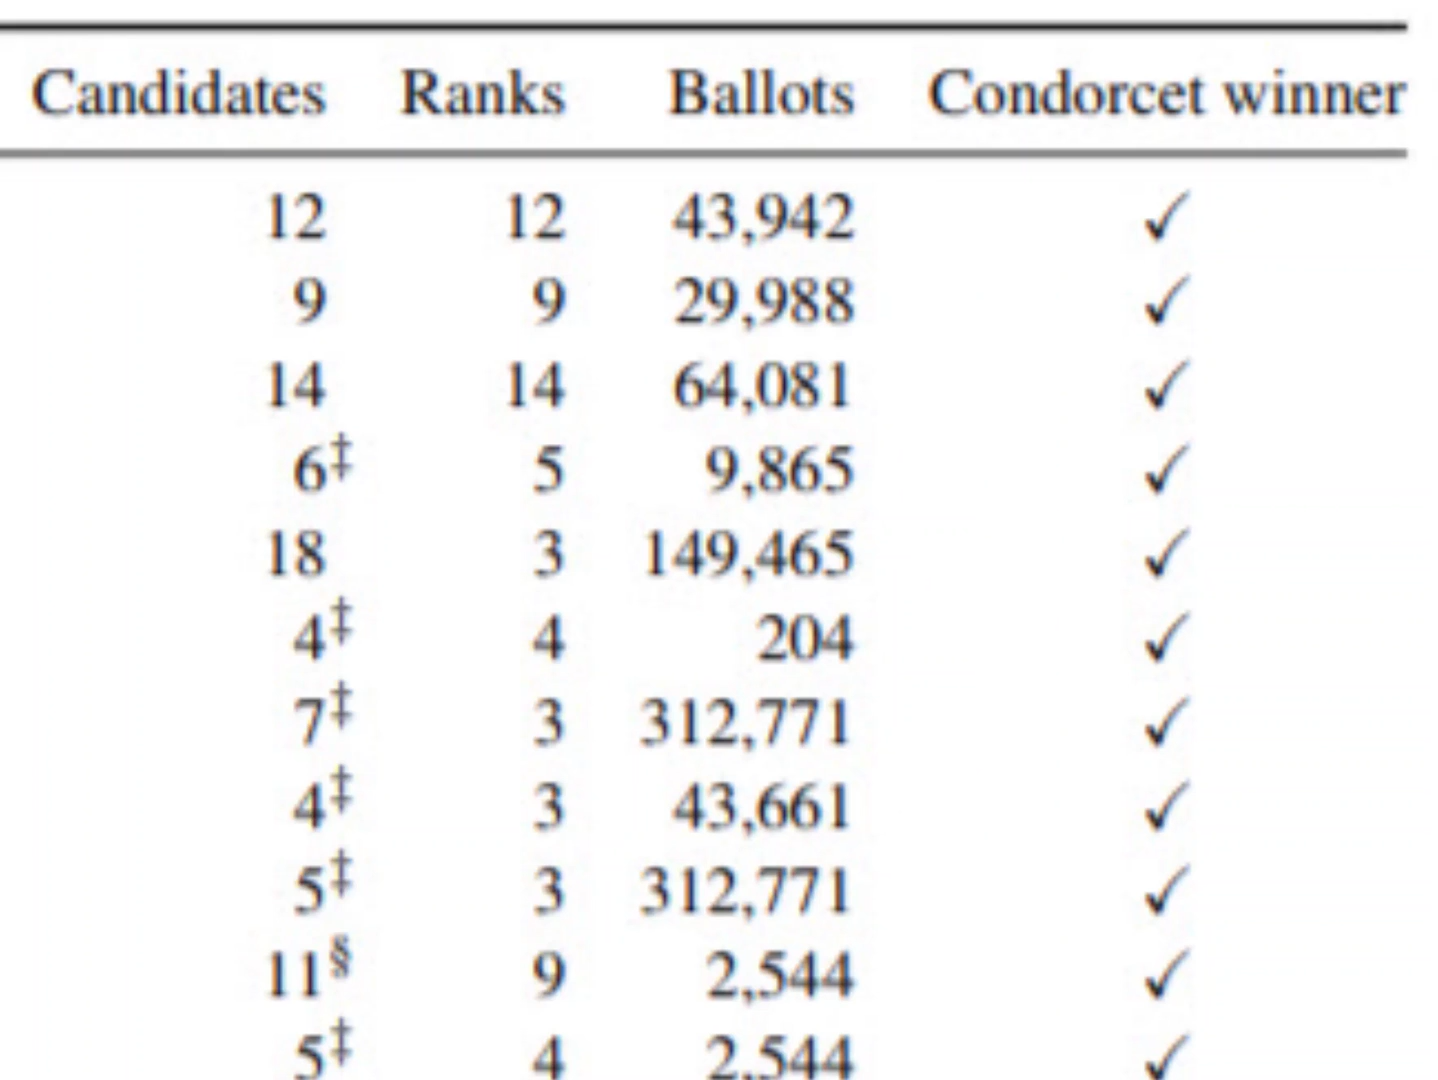 Candidates Ranks Ballots Condorcet winner
12 12 43,942 ✓
9 9 29,988 ✓
14 14 64,081 ✓
6‡ 5 9,865 ✓
18 3 149,465 ✓
4‡ 4 204 ✓
7‡ 3 312,771 ✓
4‡ 3 43,661 ✓
5‡ 3 312,771 ✓
11§ 9 2,544 ✓
5‡ 4 2,544 ✓